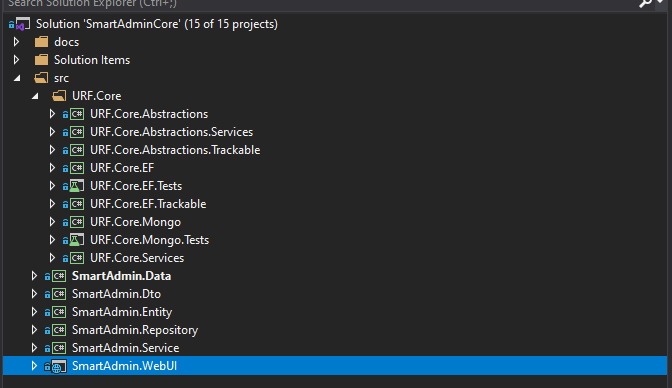 Search Solution Explorer (Ctrl+;)
Solution 'SmartAdminCore' (15 of 15 projects)
docs
Solution Items
src
URF.Core
C# URF.Core.Abstractions
C# URF.Core.Abstractions.Services
C# URF.Core.Abstractions.Trackable
C# URF.Core.EF
URF.Core.EF.Tests
C# URF.Core.EF.Trackable
C# URF.Core.Mongo
URF.Core.Mongo.Tests
C# URF.Core.Services
C# SmartAdmin.Data
C# SmartAdmin.Dto
C# SmartAdmin.Entity
C# SmartAdmin.Repository
C# SmartAdmin.Service
SmartAdmin.WebUI